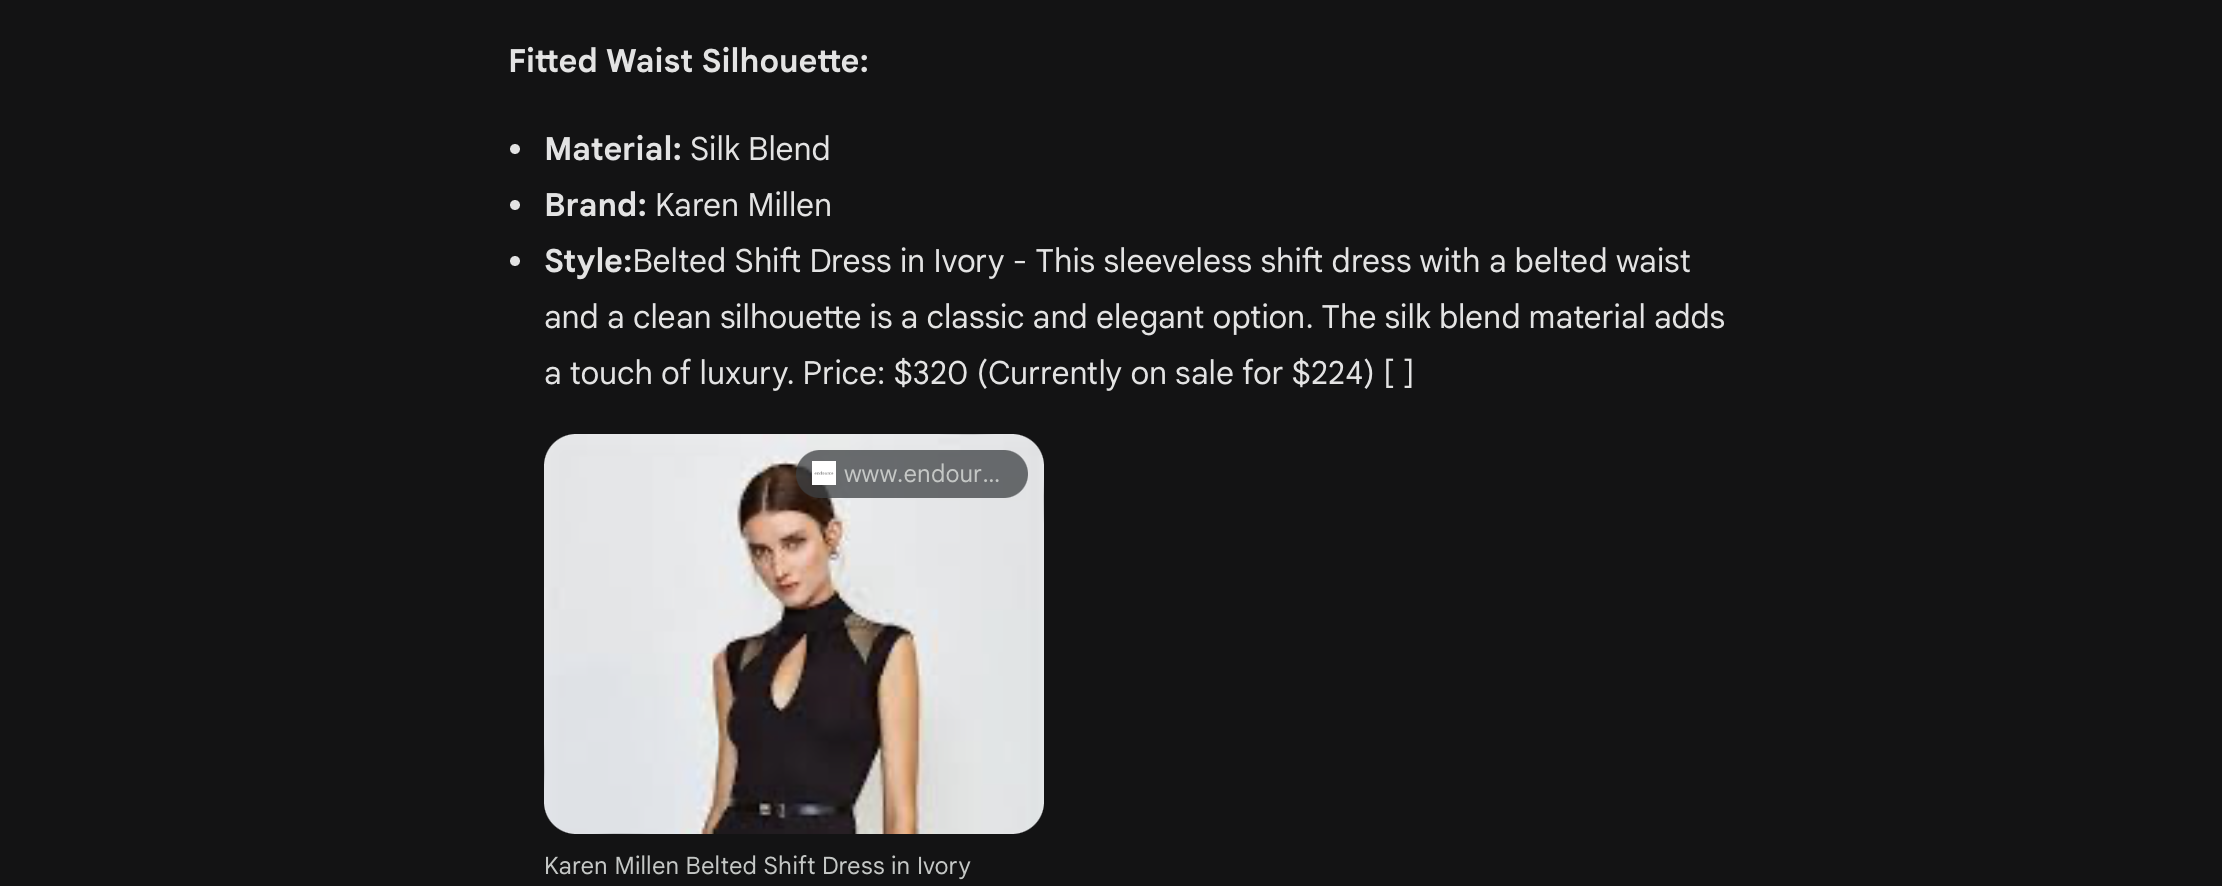 Fitted Waist Silhouette:
• Material: Silk Blend
• Brand: Karen Millen
• Style:Belted Shift Dress in Ivory - This sleeveless shift dress with a belted waist
and a clean silhouette is a classic and elegant option. The silk blend material adds
a touch of luxury. Price: $320 (Currently on sale for $224) [ ]
www.endour...
Karen Millen Belted Shift Dress in Ivory